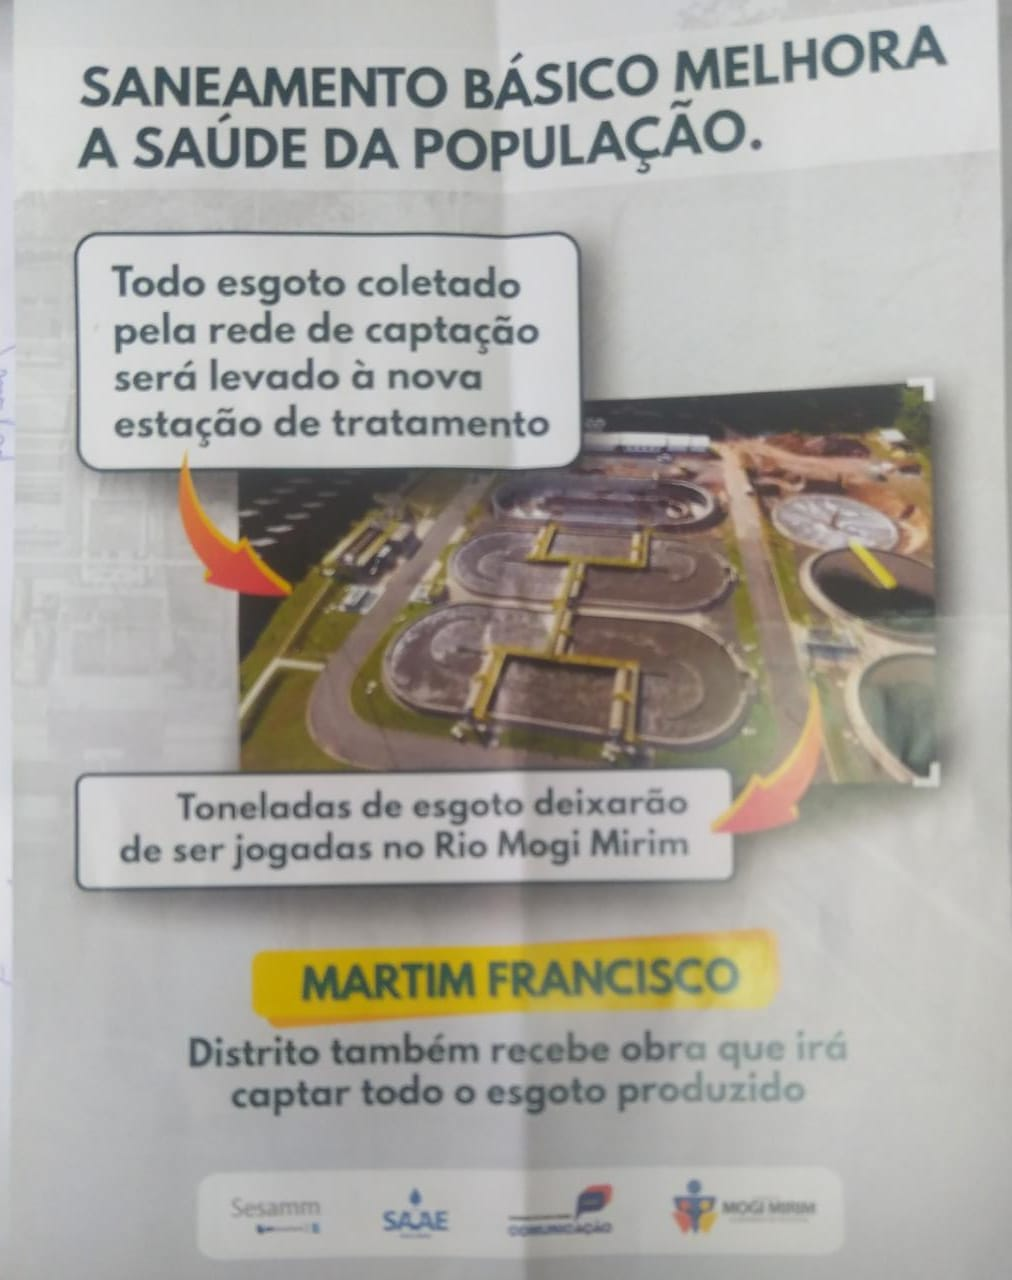 SANEAMENTO BÁSICO MELHORA
A SAÚDE DA POPULAÇÃO.
Todo esgoto coletado
pela rede de captação
será levado à nova
estação de tratamento
Toneladas de esgoto deixarão
de ser jogadas no Rio Mogi Mirim
MARTIM FRANCISCO
Distrito também recebe obra que irá
captar todo o esgoto produzido
Sesamm
SAAE
COMUNICAÇÃO
MOGI MIRIM